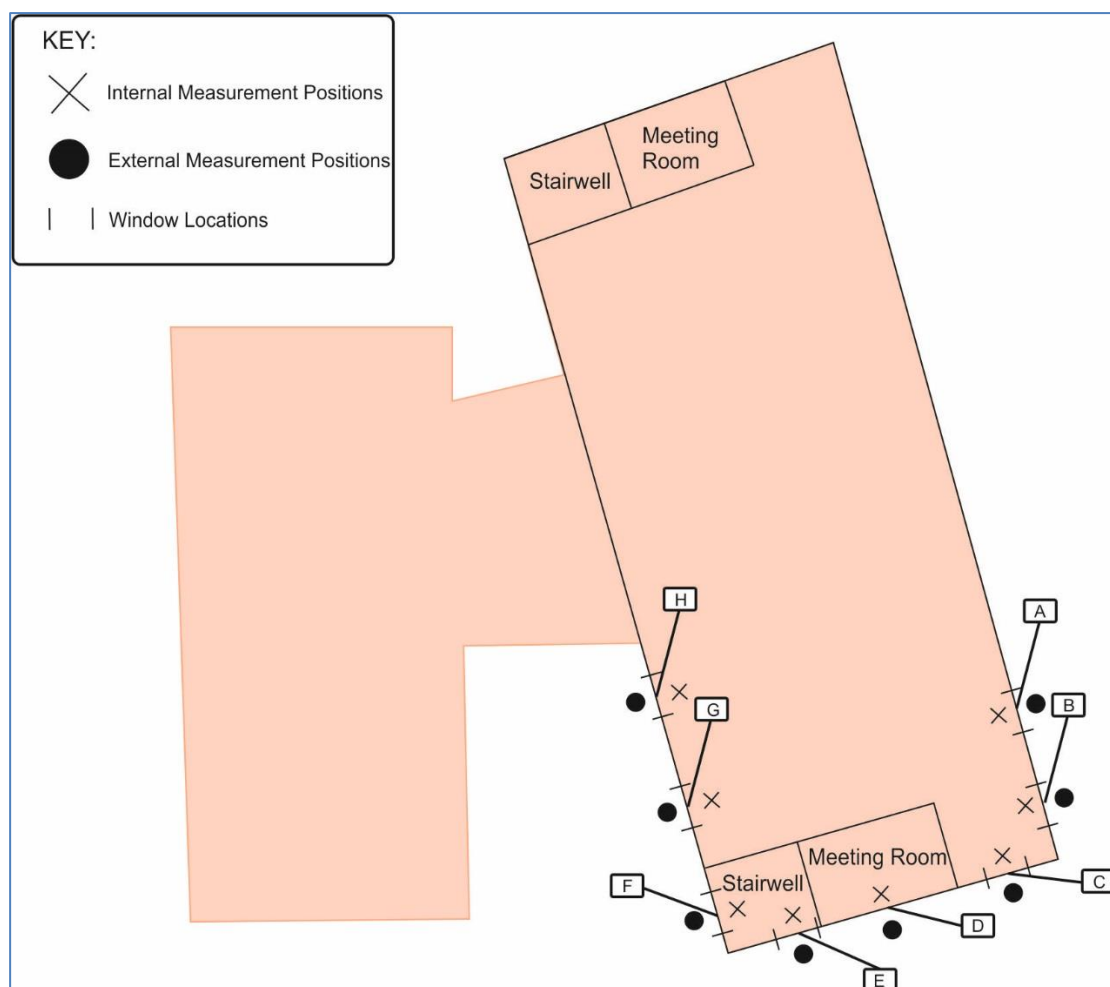 KEY:
Internal Measurement Positions
External Measurement Positions
Window Locations
Meeting
Room
Stairwell
H
A
B
G
Meeting Room
Stairwell
F
C
D
E